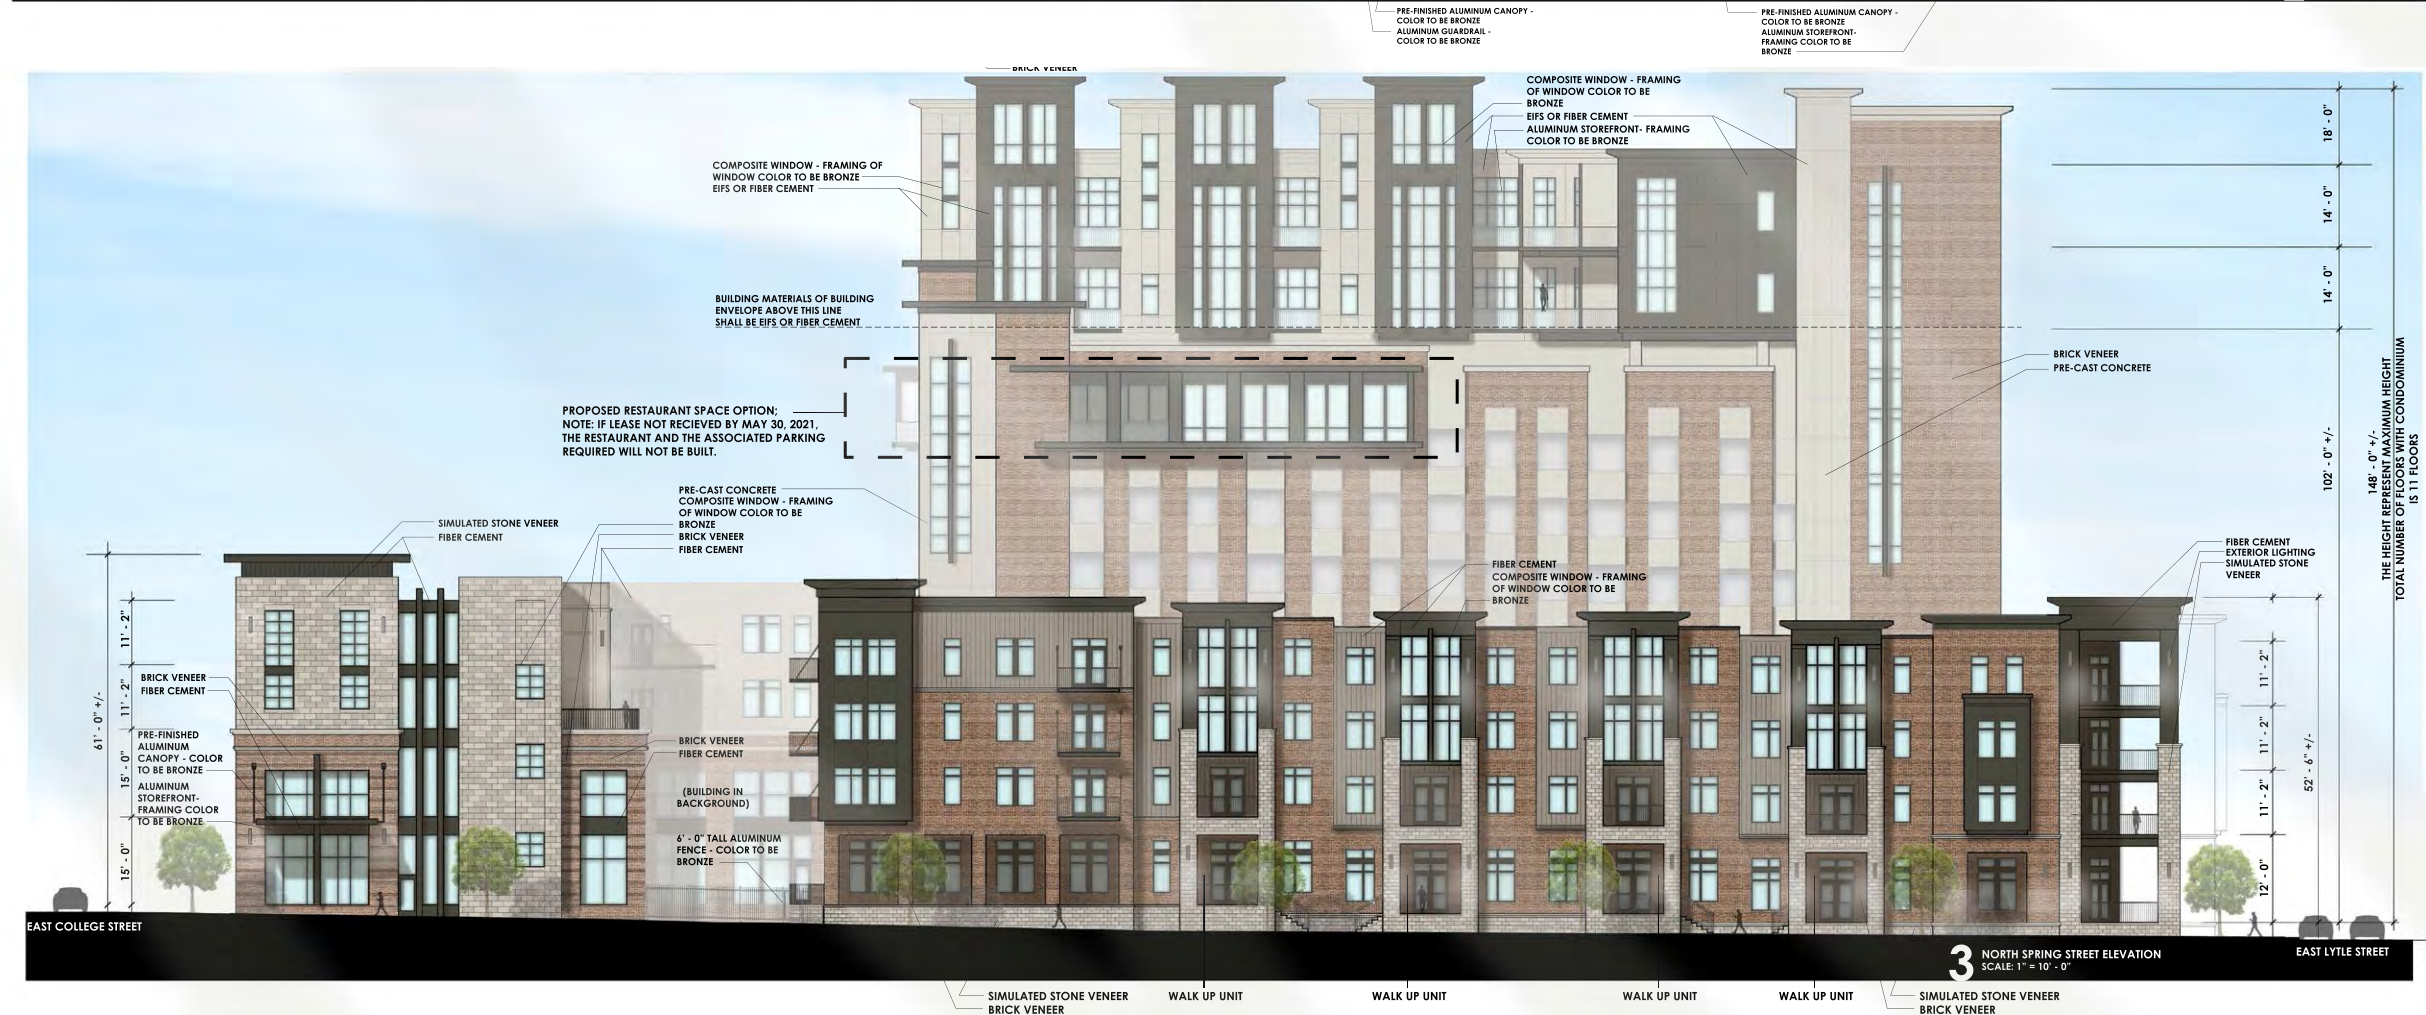 PRE-FINISHED ALUMINUM CANOPY -
COLOR TO BE BRONZE
ALUMINUM GUARDRAIL -
COLOR TO BE BRONZE
PRE-FINISHED ALUMINUM CANOPY -
COLOR TO BE BRONZE
ALUMINUM STOREFRONT-
FRAMING COLOR TO BE
BRONZE
BRICK VENEER
COMPOSITE WINDOW - FRAMING
OF WINDOW COLOR TO BE
BRONZE
EIFS OR FIBER CEMENT
ALUMINUM STOREFRONT- FRAMING
COLOR TO BE BRONZE
COMPOSITE WINDOW - FRAMING OF
WINDOW COLOR TO BE BRONZE
EIFS OR FIBER CEMENT
BUILDING MATERIALS OF BUILDING
ENVELOPE ABOVE THIS LINE
SHALL BE EIFS OR FIBER CEMENT
PROPOSED RESTAURANT SPACE OPTION;
NOTE: IF LEASE NOT RECIEVED BY MAY 30, 2021,
THE RESTAURANT AND THE ASSOCIATED PARKING
REQUIRED WILL NOT BE BUILT.
BRICK VENEER
PRE-CAST CONCRETE
18' - 0"
14' - 0"
14' - 0"
102' - 0" +/-
148' - 0" +/-
THE HEIGHT REPRESENT MAXIMUM HEIGHT
TOTAL NUMBER OF FLOORS WITH CONDOMINIUM
IS 11 FLOORS
PRE-CAST CONCRETE
COMPOSITE WINDOW - FRAMING
OF WINDOW COLOR TO BE
BRONZE
BRICK VENEER
FIBER CEMENT
SIMULATED STONE VENEER
FIBER CEMENT
FIBER CEMENT
COMPOSITE WINDOW - FRAMING
OF WINDOW COLOR TO BE
BRONZE
FIBER CEMENT
EXTERIOR LIGHTING
SIMULATED STONE
VENEER
61' - 0" +/-
11' - 2"
11' - 2"
15' - 0"
15' - 0"
BRICK VENEER
FIBER CEMENT
PRE-FINISHED
ALUMINUM
CANOPY - COLOR
TO BE BRONZE
ALUMINUM
STOREFRONT-
FRAMING COLOR
TO BE BRONZE
BRICK VENEER
FIBER CEMENT
(BUILDING IN
BACKGROUND)
6' - 0" TALL ALUMINUM
FENCE - COLOR TO BE
BRONZE
11' - 2"
11' - 2"
11' - 2"
12' - 0"
52' - 6" +/-
EAST COLLEGE STREET
3
NORTH SPRING STREET ELEVATION
SCALE: 1" = 10' - 0"
EAST LYTLE STREET
SIMULATED STONE VENEER
BRICK VENEER
WALK UP UNIT
WALK UP UNIT
WALK UP UNIT
WALK UP UNIT
SIMULATED STONE VENEER
BRICK VENEER